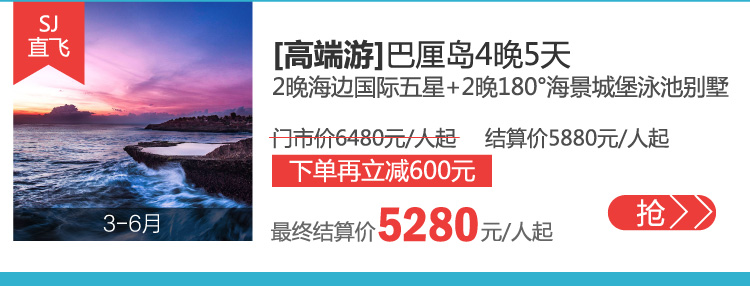 SJ
直飞
[高端游]巴厘岛4晚5天
2晚海边国际五星+2晚180°海景城堡泳池别墅
门市价6480元/人起 结算价5880元/人起
下单再立减600元
最终结算价5280元/人起
抢
3-6月